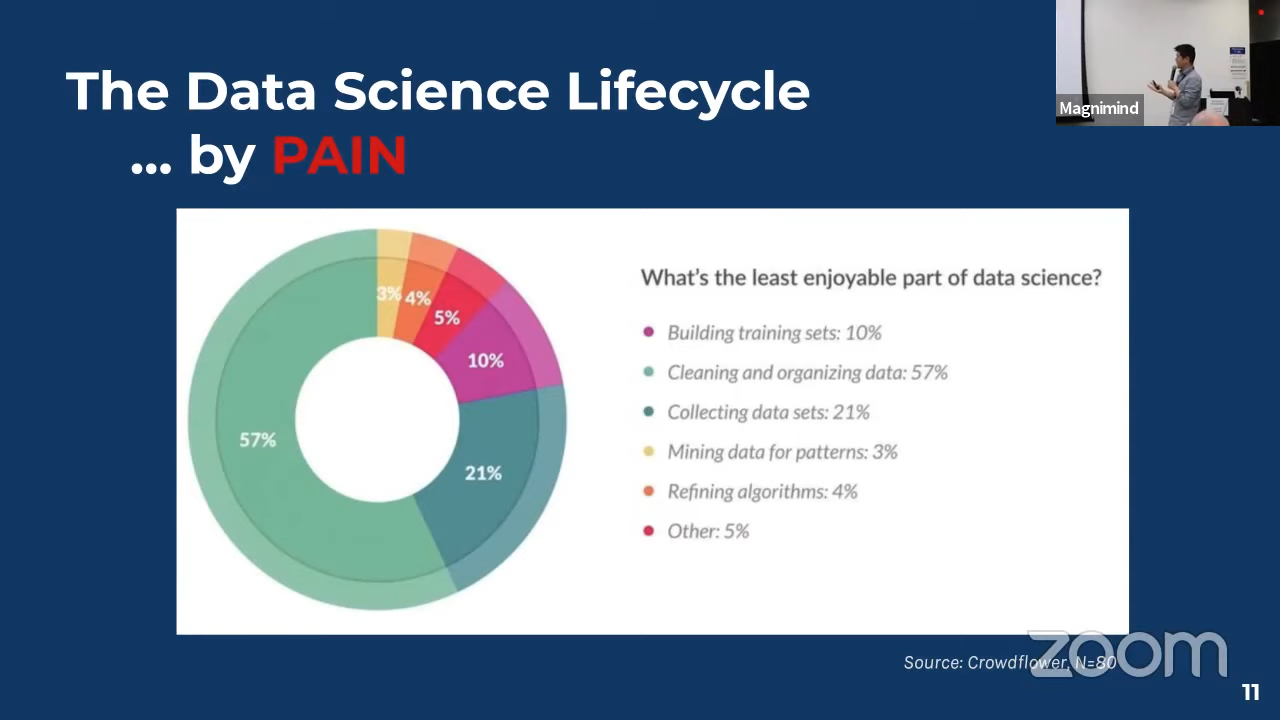 The Data Science Lifecycle
... by PAIN
Magnimind
3%
4%
5%
10%
57%
21%
What's the least enjoyable part of data science?
Building training sets: 10%
Cleaning and organizing data: 57%
Collecting data sets: 21%
Mining data for patterns: 3%
Refining algorithms: 4%
Other: 5%
Source: Crowdflower, N=80
zoom
11